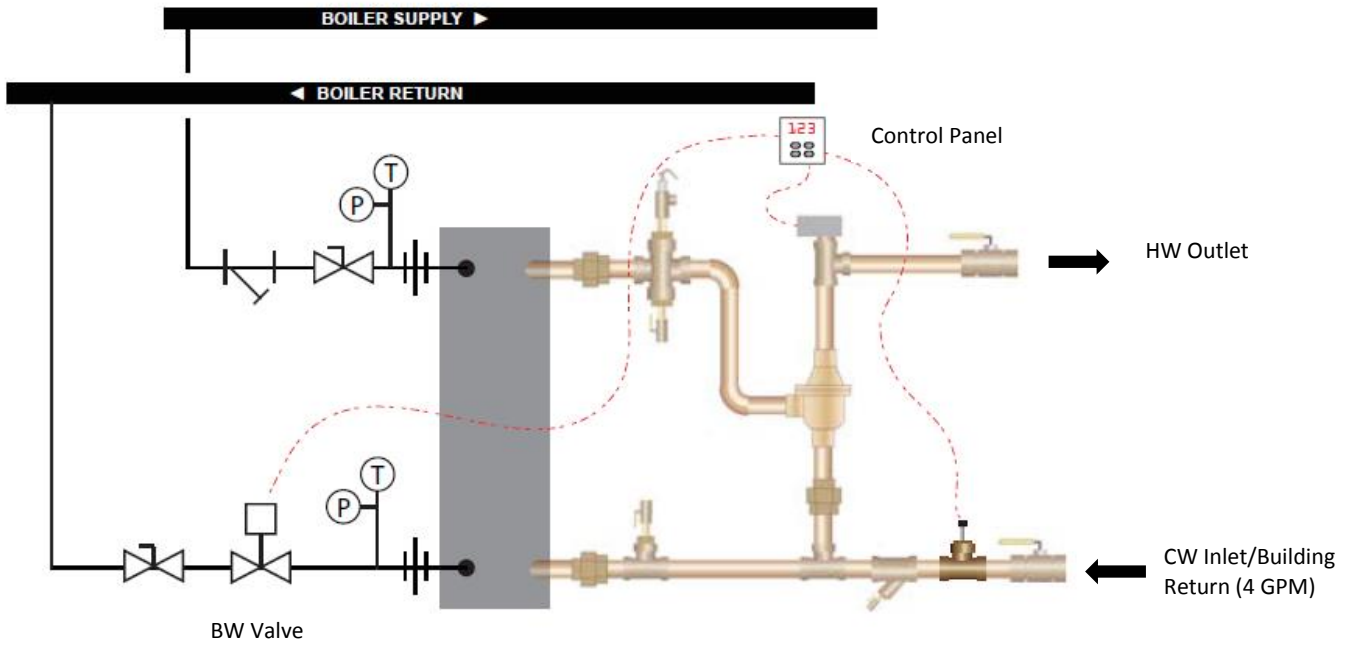 BOILER SUPPLY ►
◄ BOILER RETURN
123
Control Panel
T
P
HW Outlet
T
P
CW Inlet/Building
Return (4 GPM)
BW Valve